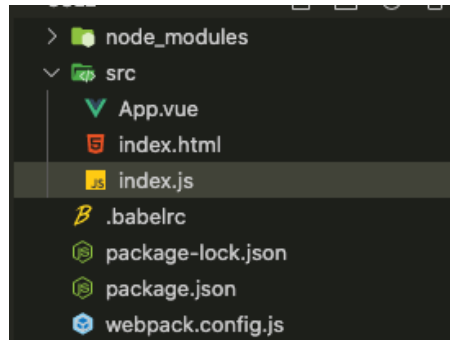 node_modules
src
App.vue
index.html
index.js
.babelrc
package-lock.json
package.json
webpack.config.js